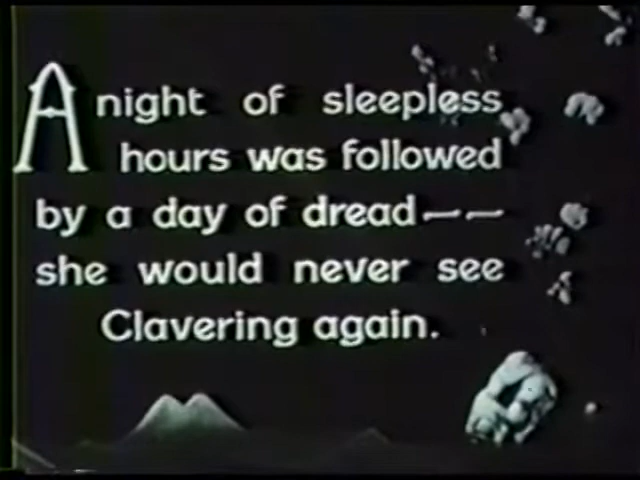 A night of sleepless
hours was followed
by a day of dread——
she would never see
Clavering again.